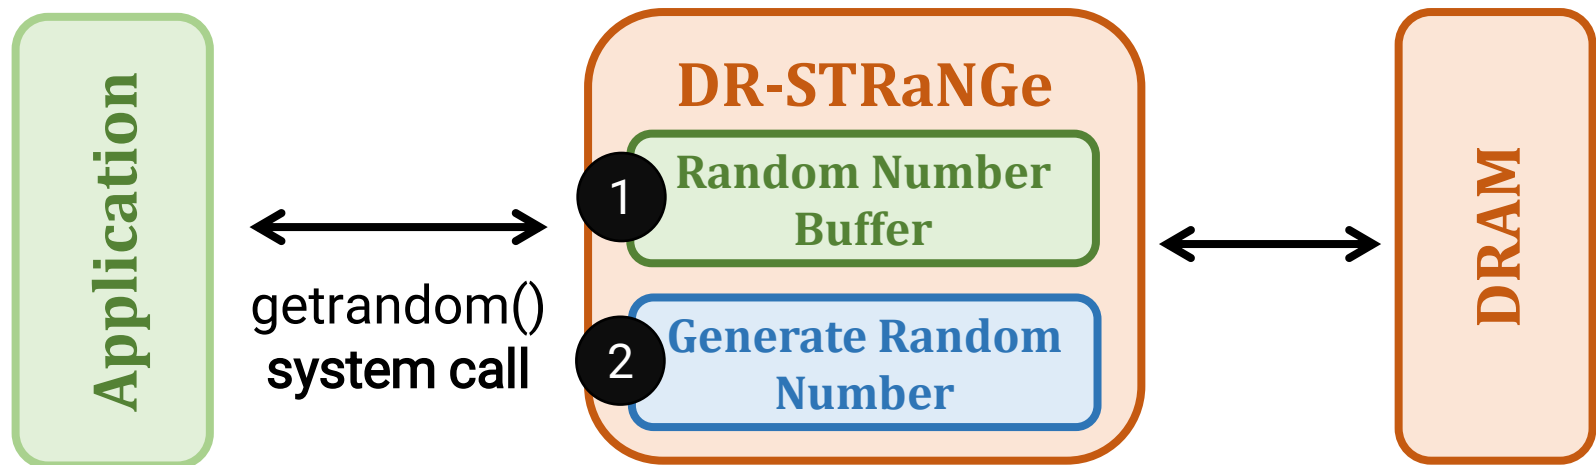 Application
getrandom()
system call
DR-STRaNGe
1
Random Number
Buffer
2
Generate Random
Number
DRAM